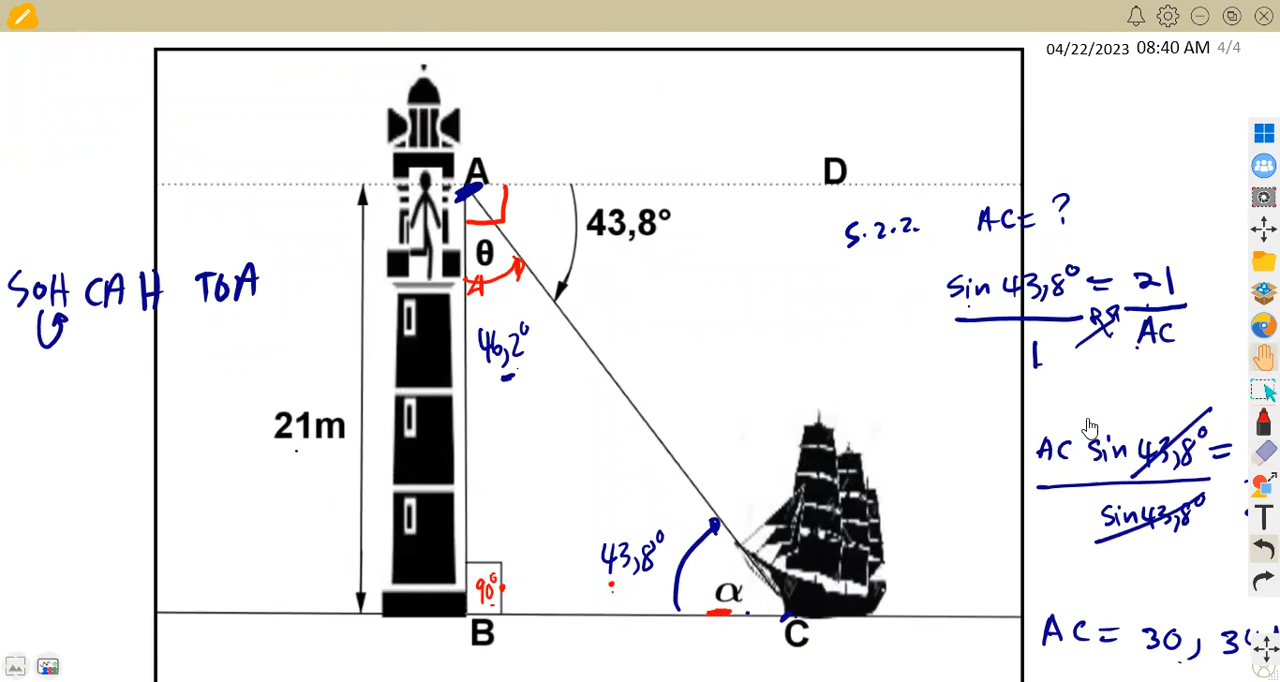 04/22/2023 08:40 AM 4/4
A
D
43,8°
θ
5.2.2. AC = ?
SOH CAH TOA
sin 43,8° = 21
AC
1
46,2°
21m
AC sin 43,8° =
sin 43,8°
43,8°
90°
α
B
C
AC = 30,3